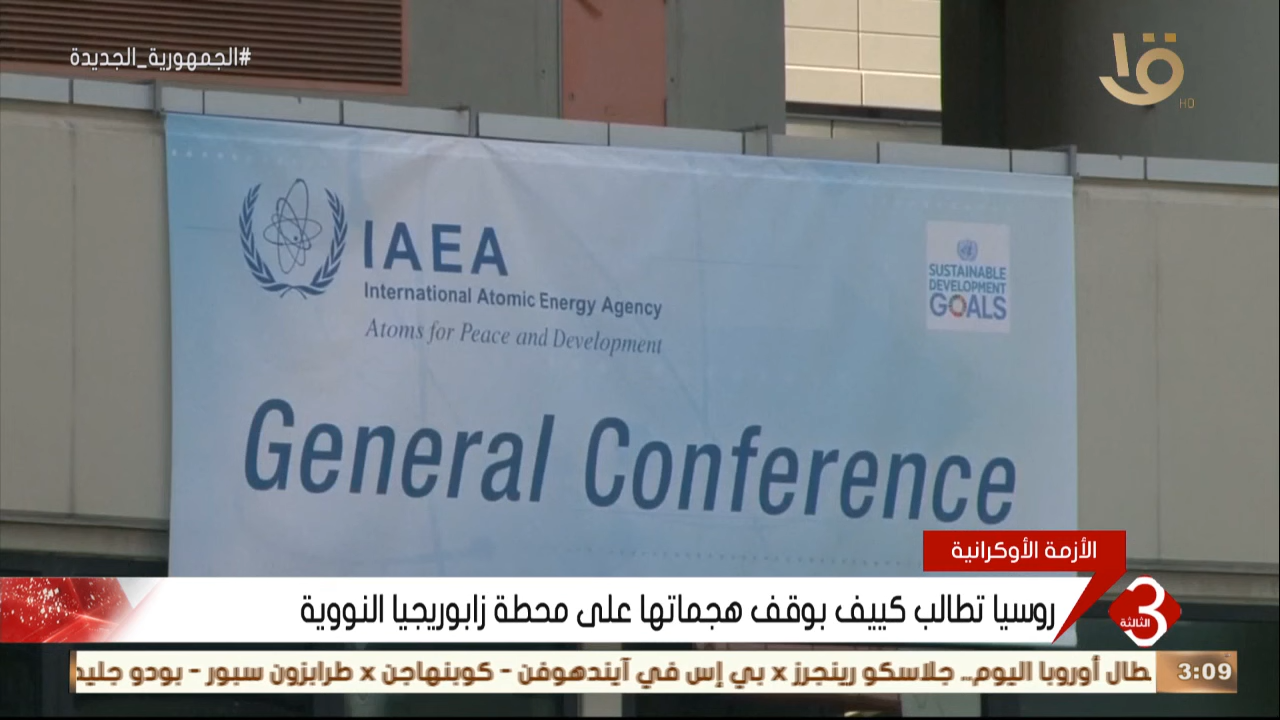 #الجمهورية_الجديدة
HD
IAEA
International Atomic Energy Agency
Atoms for Peace and Development
SUSTAINABLE
DEVELOPMENT
GOALS
General Conference
الأزمة الأوكرانية
روسيا تطالب كييف بوقف هجماتها على محطة زابوريجيا النووية
3
الثالثة
3:09
طال أوروبا اليوم.. جلاسكو رينجرز x بي إس في آيندهوفن - كوبنهاجن x طرابزون سبور - بودو جليم